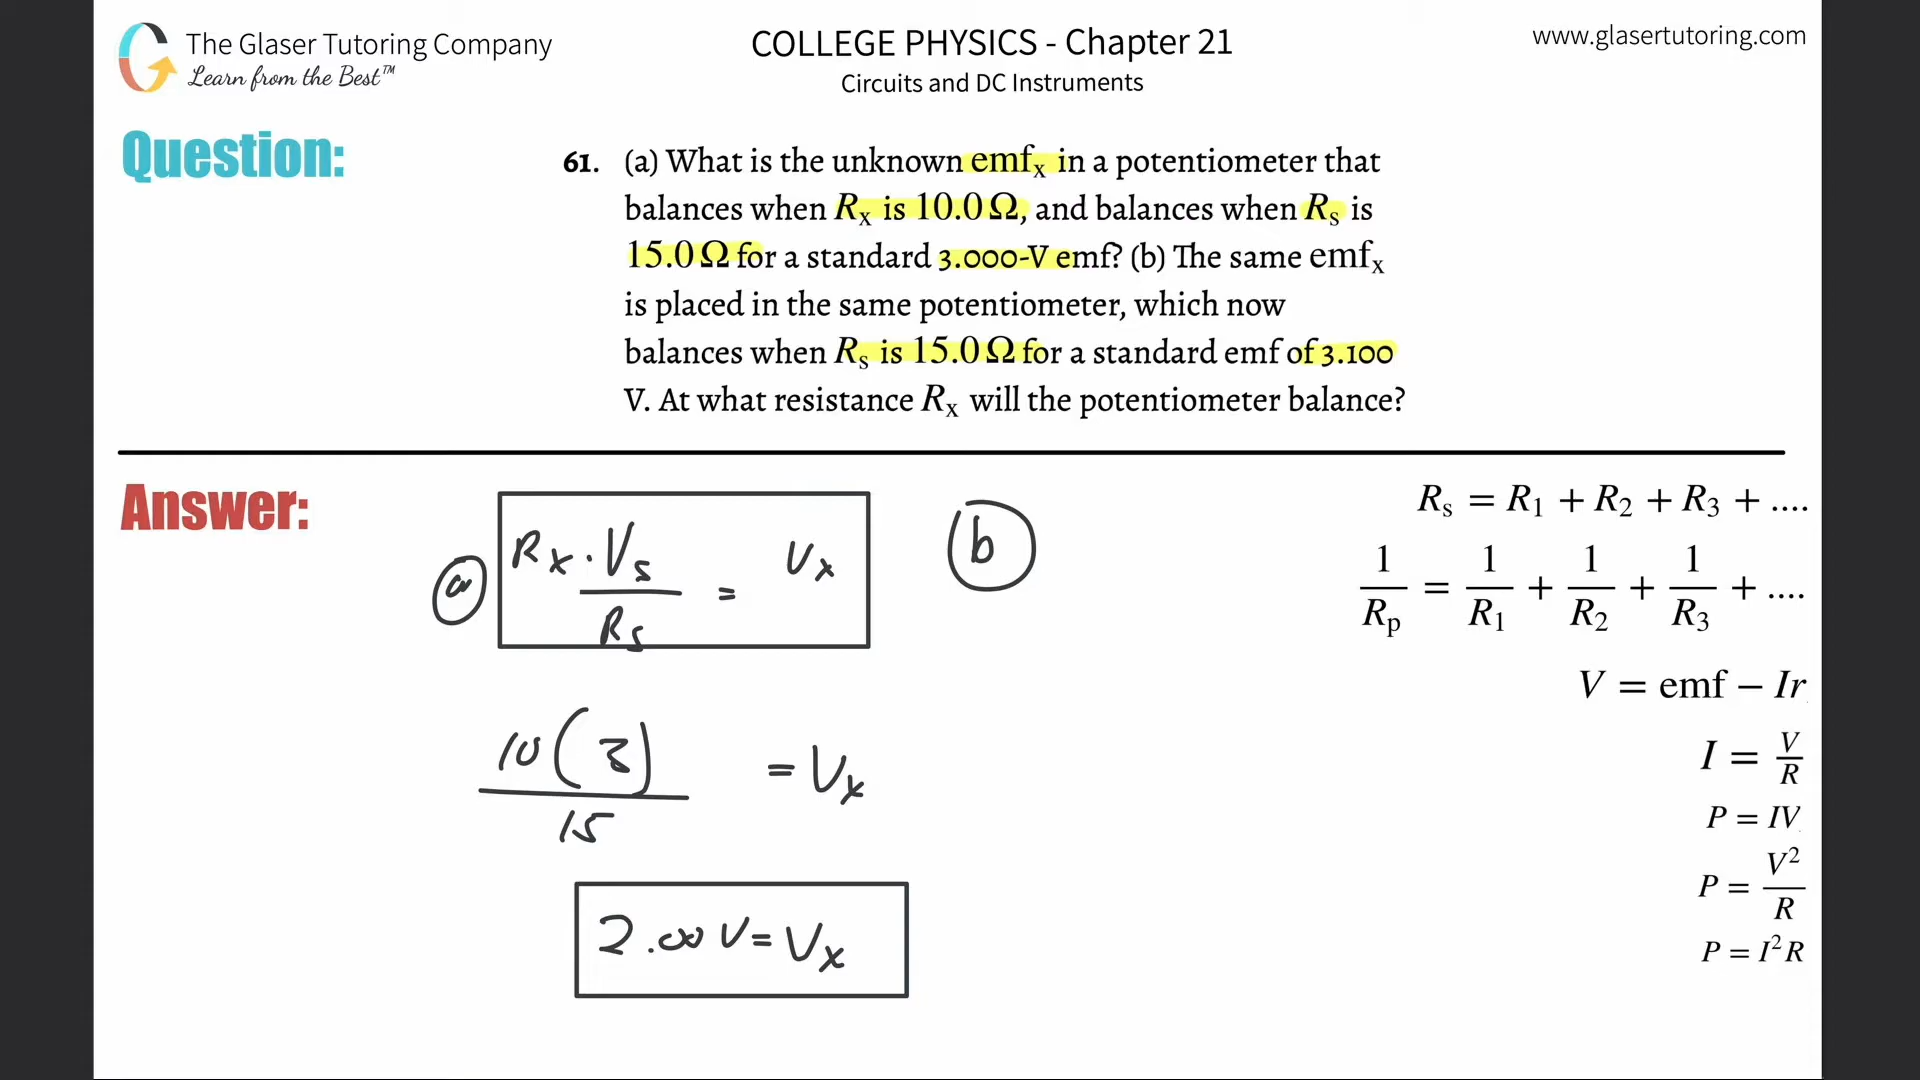 The Glaser Tutoring Company
Learn from the Best™
COLLEGE PHYSICS - Chapter 21
Circuits and DC Instruments
www.glasertutoring.com
Question:
61. (a) What is the unknown emfₓ in a potentiometer that
balances when Rₓ is 10.0 Ω, and balances when Rₛ is
15.0 Ω for a standard 3.000-V emf? (b) The same emfₓ
is placed in the same potentiometer, which now
balances when Rₛ is 15.0 Ω for a standard emf of 3.100
V. At what resistance Rₓ will the potentiometer balance?
Answer:
(a) Rₓ · Vₛ / Rₛ = Vₓ
10(3) / 15 = Vₓ
2.00 V = Vₓ
(b)
Rₛ = R₁ + R₂ + R₃ + ....
1/Rₚ = 1/R₁ + 1/R₂ + 1/R₃ + ....
V = emf − Ir
I = V/R
P = IV
P = V²/R
P = I²R